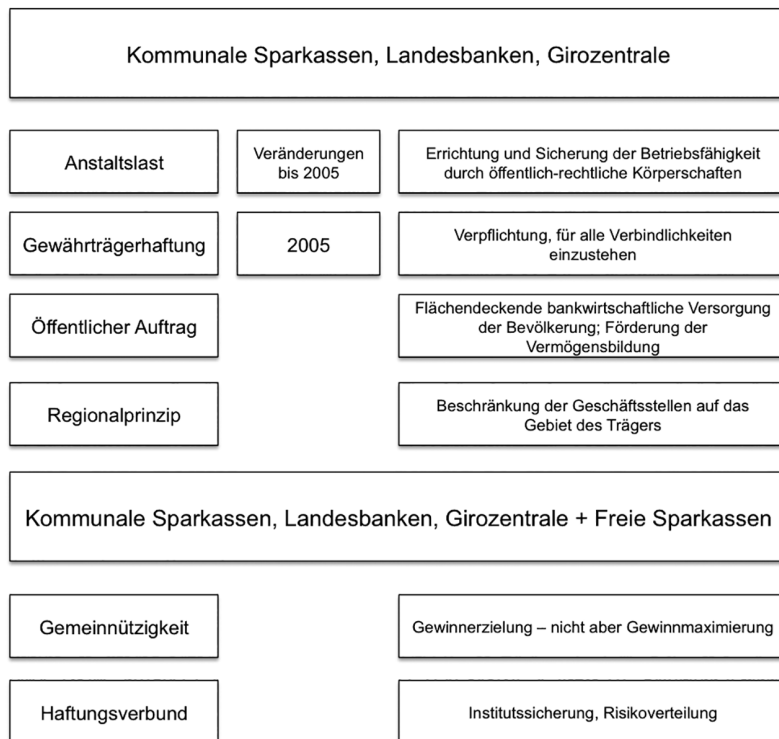 Kommunale Sparkassen, Landesbanken, Girozentrale
Anstaltslast
Veränderungen
bis 2005
Errichtung und Sicherung der Betriebsfähigkeit
durch öffentlich-rechtliche Körperschaften
Gewährträgerhaftung
2005
Verpflichtung, für alle Verbindlichkeiten
einzustehen
Öffentlicher Auftrag
Flächendeckende bankwirtschaftliche Versorgung
der Bevölkerung; Förderung der
Vermögensbildung
Regionalprinzip
Beschränkung der Geschäftsstellen auf das
Gebiet des Trägers
Kommunale Sparkassen, Landesbanken, Girozentrale + Freie Sparkassen
Gemeinnützigkeit
Gewinnerzielung – nicht aber Gewinnmaximierung
Haftungsverbund
Institutssicherung, Risikoverteilung